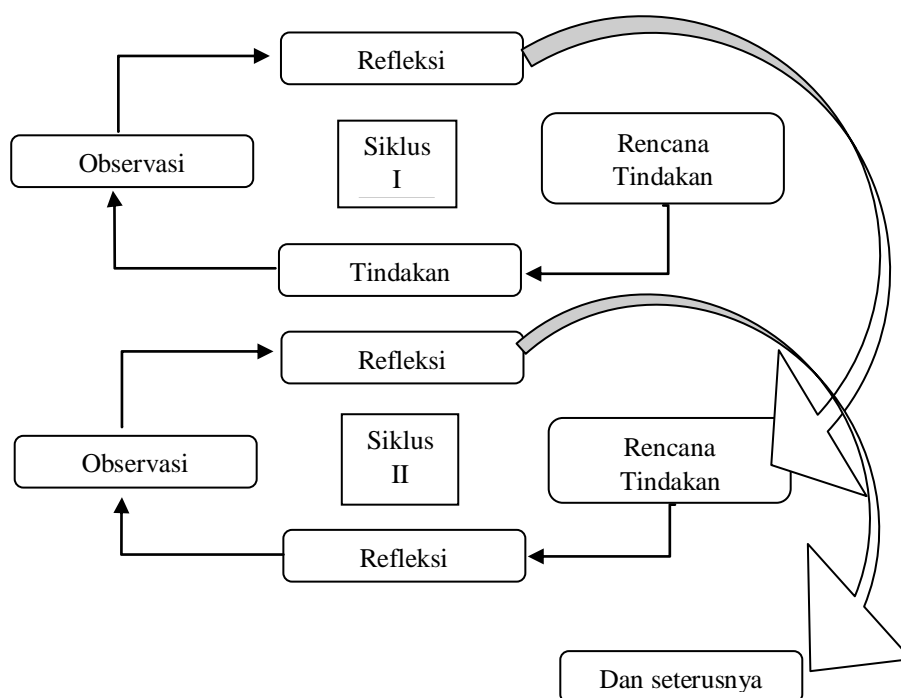 Refleksi
Siklus
I
Rencana
Tindakan
Observasi
Tindakan
Refleksi
Siklus
II
Rencana
Tindakan
Observasi
Refleksi
Dan seterusnya